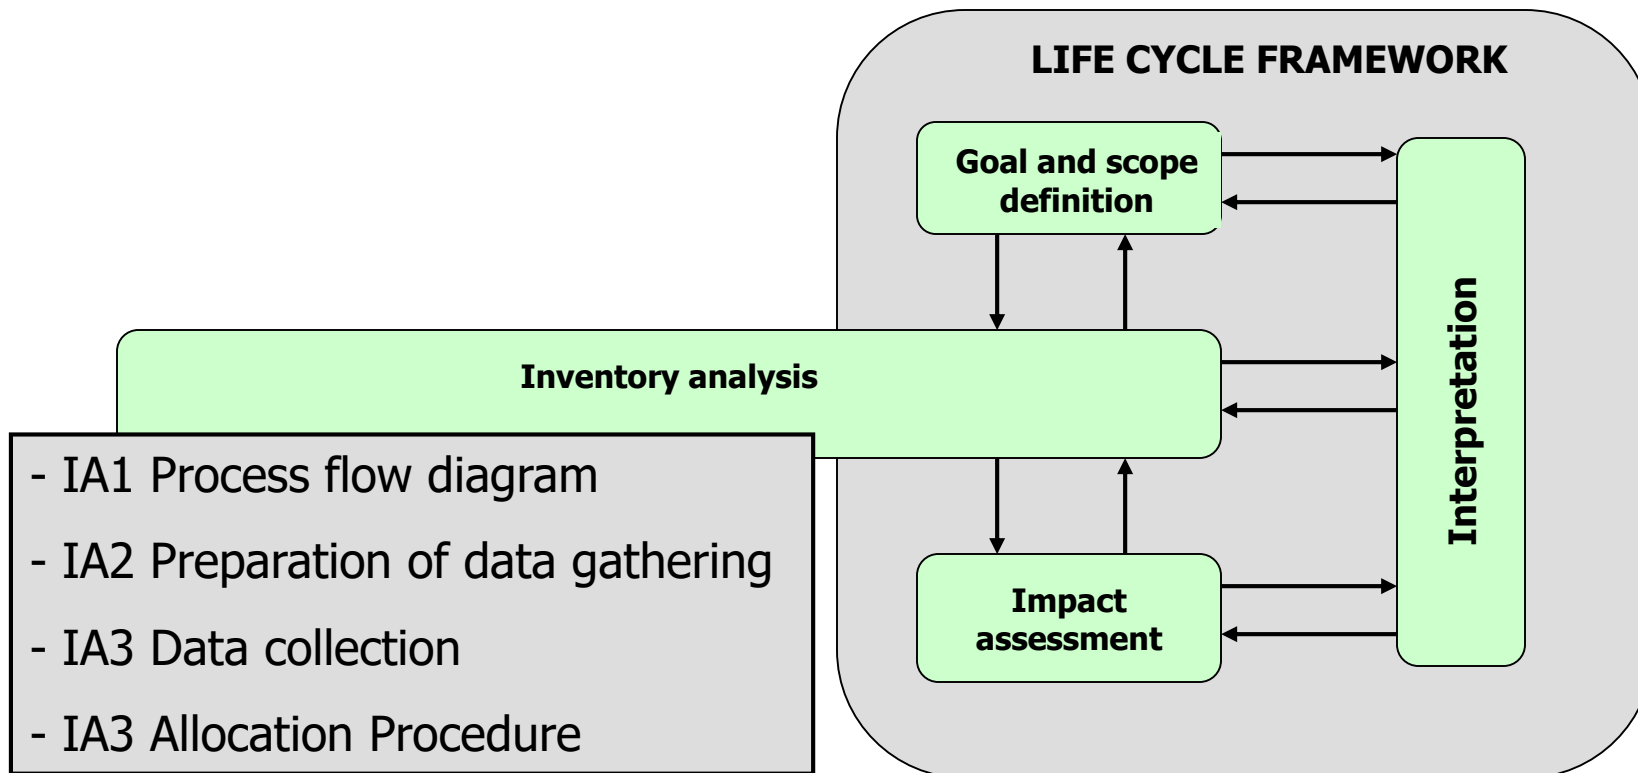 LIFE CYCLE FRAMEWORK
Goal and scope
definition
Inventory analysis
Interpretation
Impact
assessment
- IA1 Process flow diagram
- IA2 Preparation of data gathering
- IA3 Data collection
- IA3 Allocation Procedure